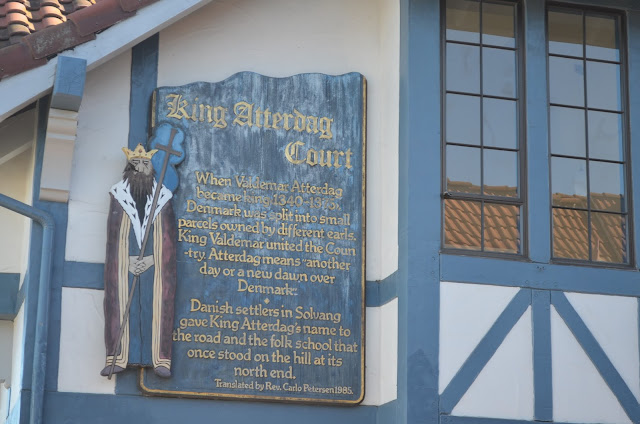 King Atterdag
Court
When Valdemar Atterdag
became king 1340-1355
Denmark was split into small
parcels owned by different earls.
King Valdemar united the Coun
-try. Atterdag means "another
day or a new dawn over
Denmark".
Danish settlers in Solvang
gave King Atterdag's name to
the road and the folk school that
once stood on the hill at its
north end.
Translated by Rev. Carlo Petersen 1985.